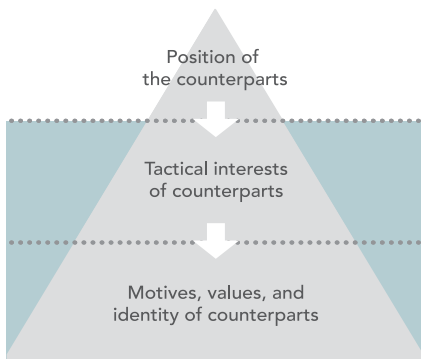 Position of
the counterparts
Tactical interests
of counterparts
Motives, values, and
identity of counterparts